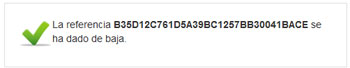 La referencia B35D12C761D5A39BC1257BB30041BACE se
ha dado de baja.